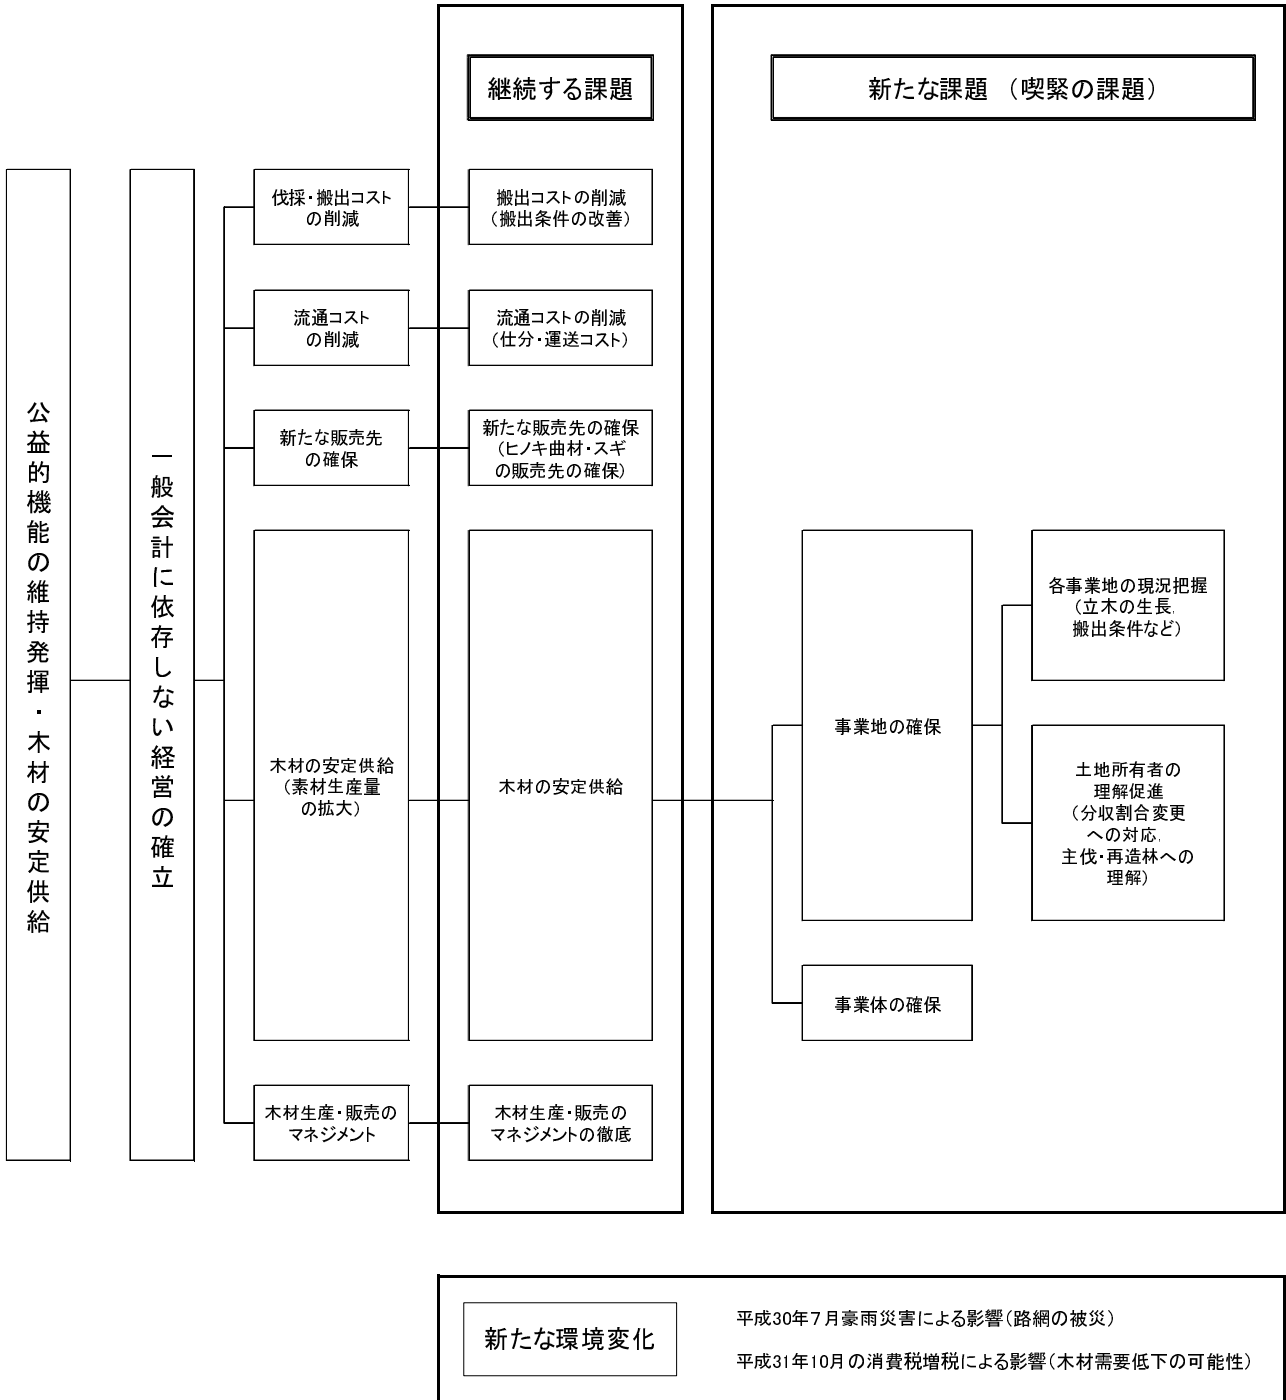 継続する課題
新たな課題 （喫緊の課題）
公益的機能の維持発揮・木材の安定供給
一般会計に依存しない経営の確立
伐採・搬出コスト
の削減
搬出コストの削減
（搬出条件の改善）
流通コスト
の削減
流通コストの削減
（仕分・運送コスト）
新たな販売先
の確保
新たな販売先の確保
（ヒノキ曲材・スギ
の販売先の確保）
木材の安定供給
（素材生産量
の拡大）
木材の安定供給
事業地の確保
各事業地の現況把握
（立木の生長，
搬出条件など）
土地所有者の
理解促進
（分収割合変更
への対応，
主伐・再造林への
理解）
事業体の確保
木材生産・販売の
マネジメント
木材生産・販売の
マネジメントの徹底
新たな環境変化
平成30年７月豪雨災害による影響（路網の被災）
平成31年10月の消費税増税による影響（木材需要低下の可能性）